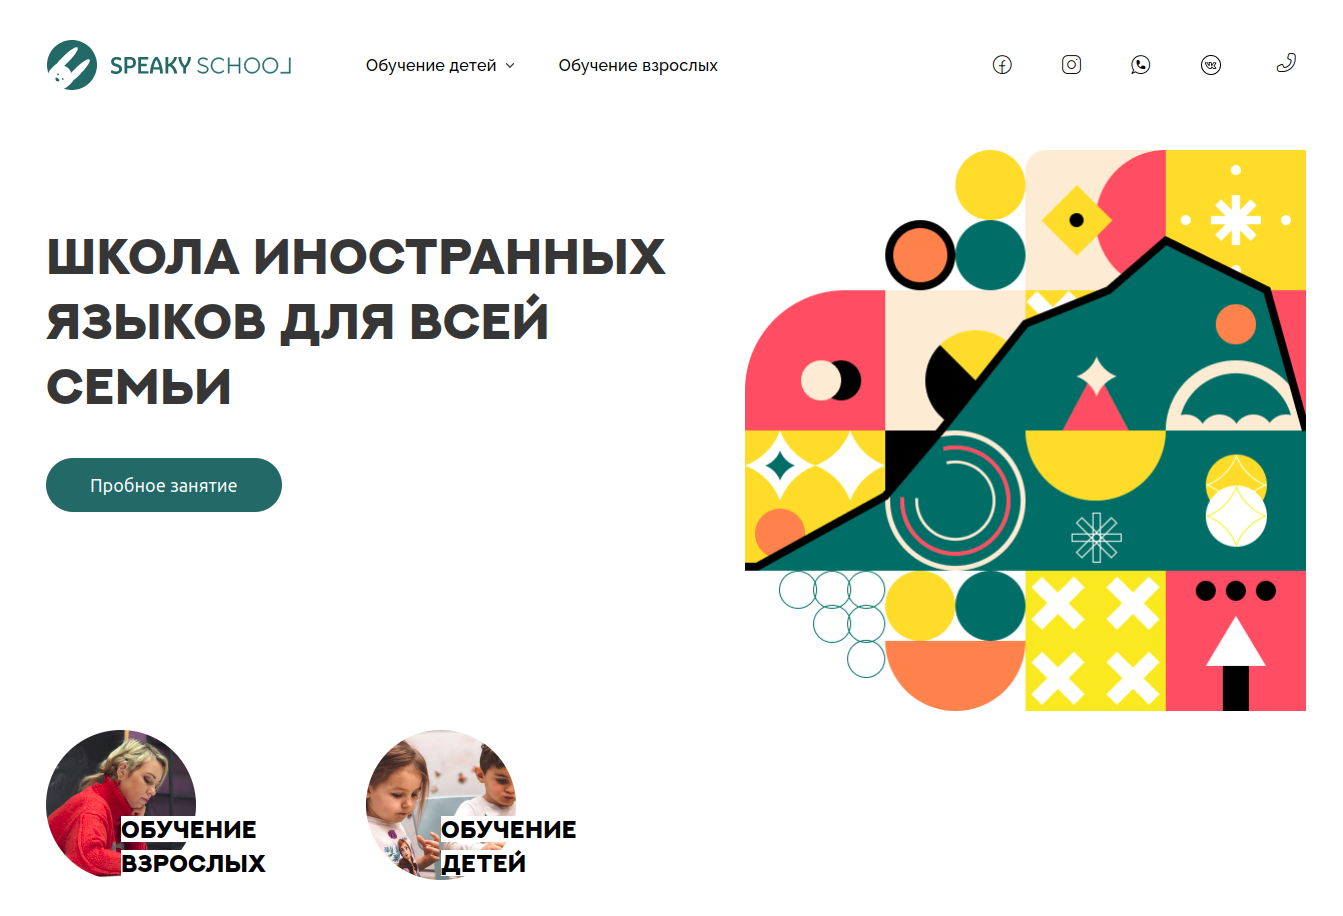 SPEAKY SCHOOL
Обучение детей
Обучение взрослых
ШКОЛА ИНОСТРАННЫХ
ЯЗЫКОВ ДЛЯ ВСЕЙ
СЕМЬИ
Пробное занятие
ОБУЧЕНИЕ
ВЗРОСЛЫХ
ОБУЧЕНИЕ
ДЕТЕЙ